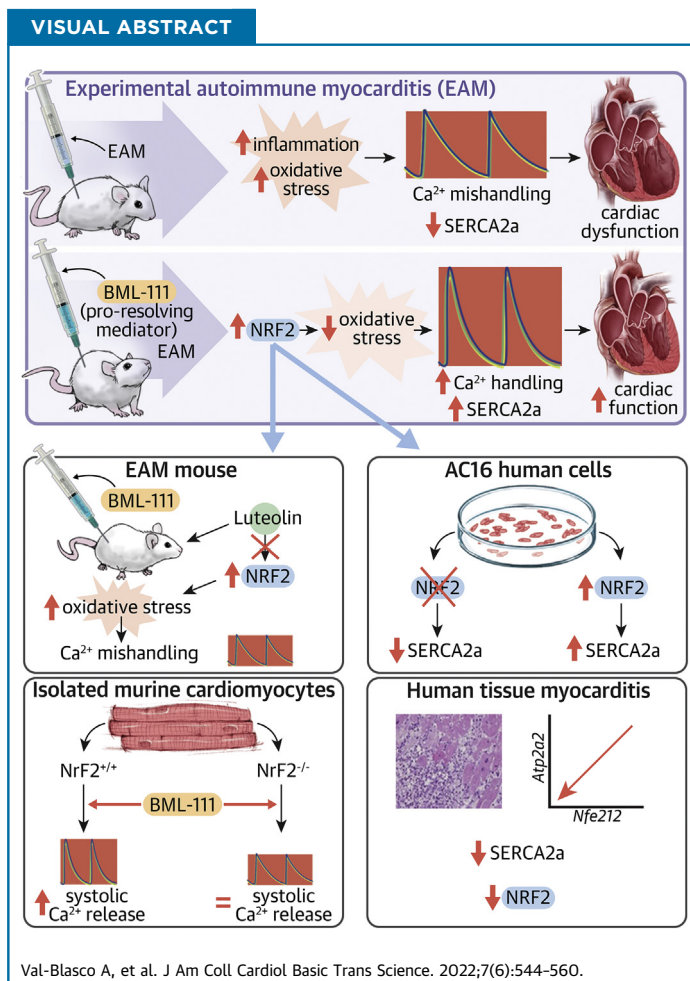 VISUAL ABSTRACT
Experimental autoimmune myocarditis (EAM)
EAM
inflammation
oxidative
stress
Ca²⁺ mishandling
SERCA2a
cardiac
dysfunction
BML-111
(pro-resolving
mediator)
EAM
NRF2
oxidative
stress
Ca²⁺ handling
SERCA2a
cardiac
function
EAM mouse
BML-111
Luteolin
NRF2
oxidative stress
Ca²⁺ mishandling
AC16 human cells
NRF2
NRF2
SERCA2a
SERCA2a
Isolated murine cardiomyocytes
NrF2⁺/⁺
NrF2⁻/⁻
BML-111
systolic
Ca²⁺ release
=
systolic
Ca²⁺ release
Human tissue myocarditis
Atp2a2
Nfe212
SERCA2a
NRF2
Val-Blasco A, et al. J Am Coll Cardiol Basic Trans Science. 2022;7(6):544–560.